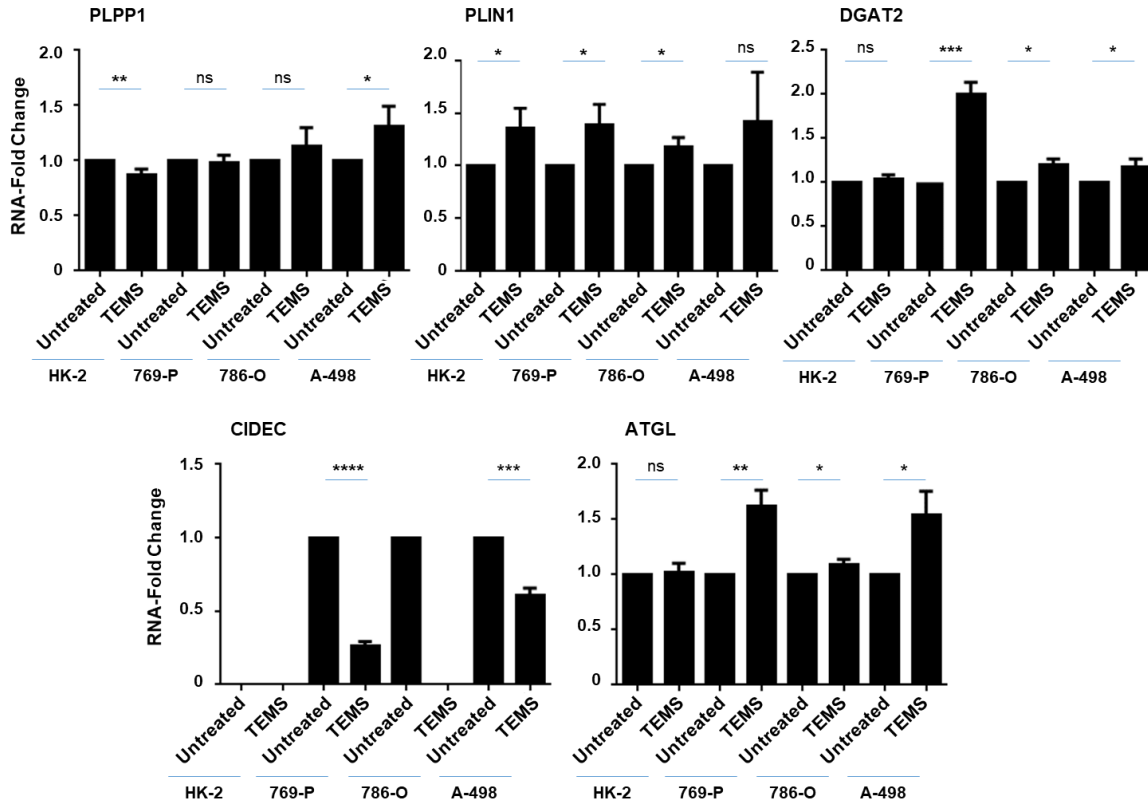 PLPP1
RNA-Fold Change
2.0
1.5
1.0
0.5
0
**
ns
ns
*
Untreated
TEMS
Untreated
TEMS
Untreated
TEMS
Untreated
TEMS
HK-2
769-P
786-O
A-498
PLIN1
2.0
1.5
1.0
0.5
0
*
*
*
ns
Untreated
TEMS
Untreated
TEMS
Untreated
TEMS
Untreated
TEMS
HK-2
769-P
786-O
A-498
DGAT2
2.5
2.0
1.5
1.0
0.5
0
ns
***
*
*
Untreated
TEMS
Untreated
TEMS
Untreated
TEMS
Untreated
TEMS
HK-2
769-P
786-O
A-498
CIDEC
RNA-Fold Change
1.5
1.0
0.5
0
****
***
Untreated
TEMS
Untreated
TEMS
Untreated
TEMS
Untreated
TEMS
HK-2
769-P
786-O
A-498
ATGL
2.0
1.5
1.0
0.5
0
ns
**
*
*
Untreated
TEMS
Untreated
TEMS
Untreated
TEMS
Untreated
TEMS
HK-2
769-P
786-O
A-498